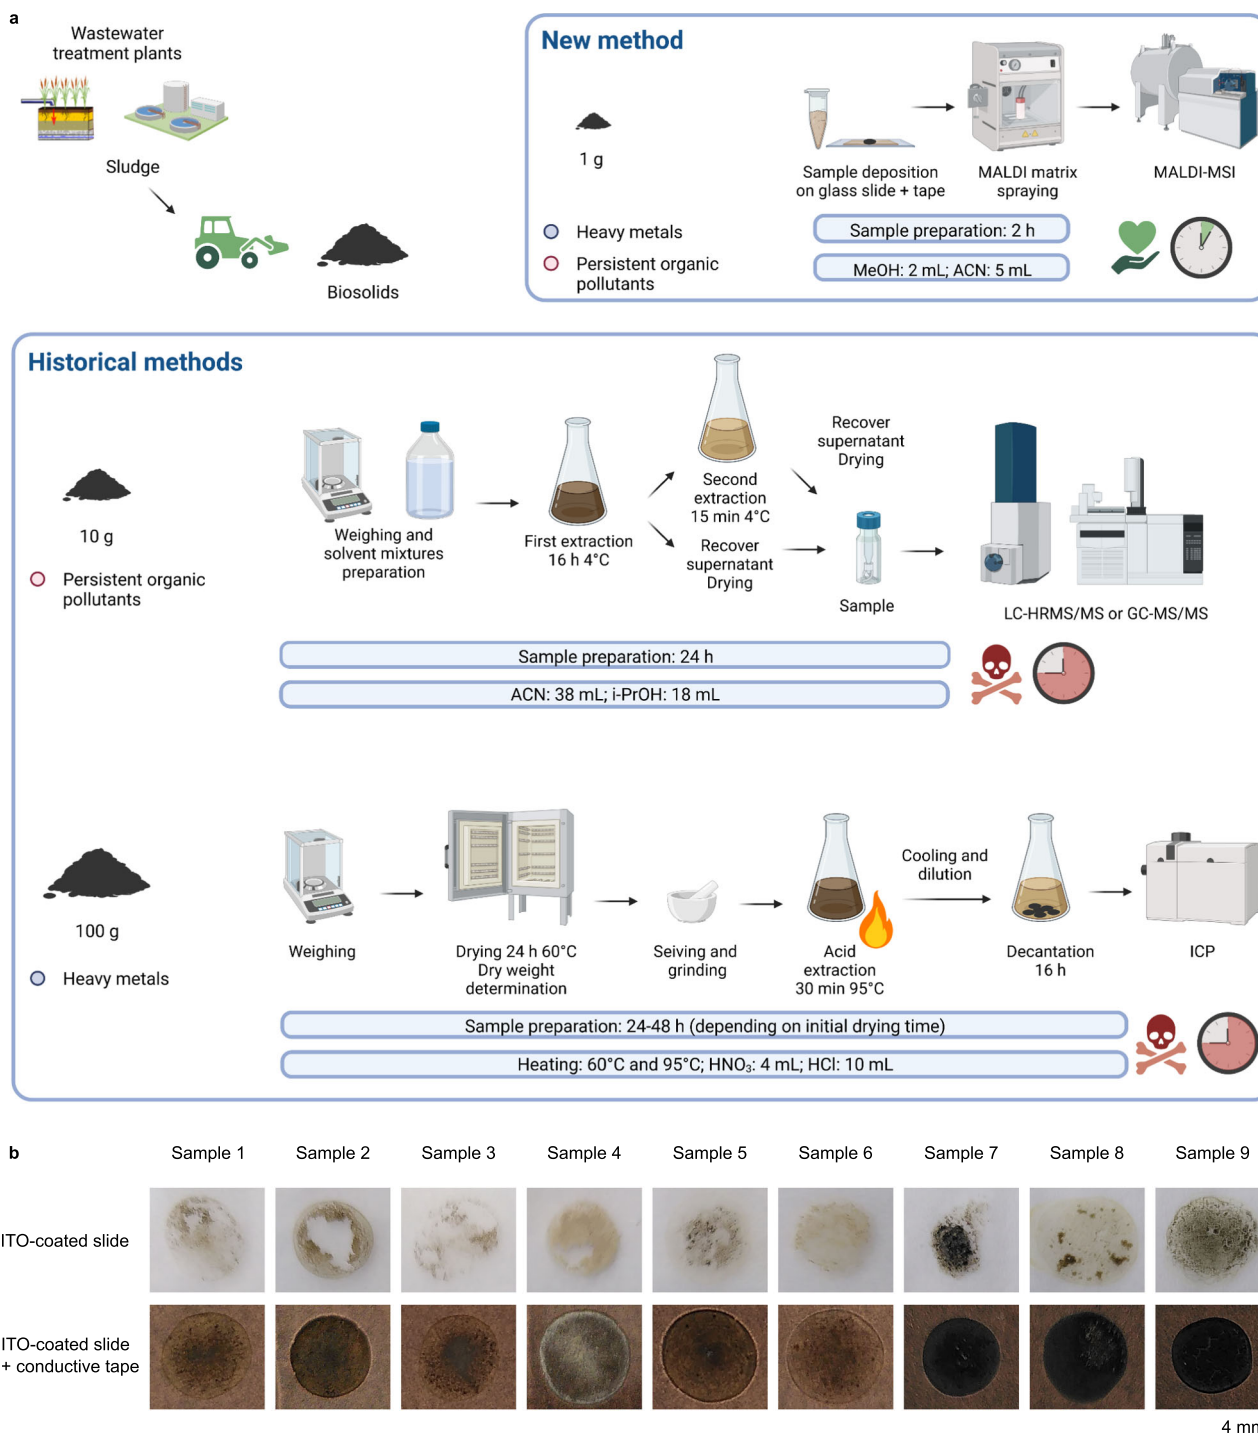 a
Wastewater
treatment plants
Sludge
Biosolids
New method
1 g
Heavy metals
Persistent organic
pollutants
Sample deposition
on glass slide + tape
MALDI matrix
spraying
MALDI-MSI
Sample preparation: 2 h
MeOH: 2 mL; ACN: 5 mL
Historical methods
10 g
Persistent organic
pollutants
Weighing and
solvent mixtures
preparation
First extraction
16 h 4°C
Second
extraction
15 min 4°C
Recover
supernatant
Drying
Recover
supernatant
Drying
Sample
LC-HRMS/MS or GC-MS/MS
Sample preparation: 24 h
ACN: 38 mL; i-PrOH: 18 mL
100 g
Heavy metals
Weighing
Drying 24 h 60°C
Dry weight
determination
Seiving and
grinding
Acid
extraction
30 min 95°C
Cooling and
dilution
Decantation
16 h
ICP
Sample preparation: 24-48 h (depending on initial drying time)
Heating: 60°C and 95°C; HNO₃: 4 mL; HCl: 10 mL
b
Sample 1
Sample 2
Sample 3
Sample 4
Sample 5
Sample 6
Sample 7
Sample 8
Sample 9
ITO-coated slide
ITO-coated slide
+ conductive tape
4 mm